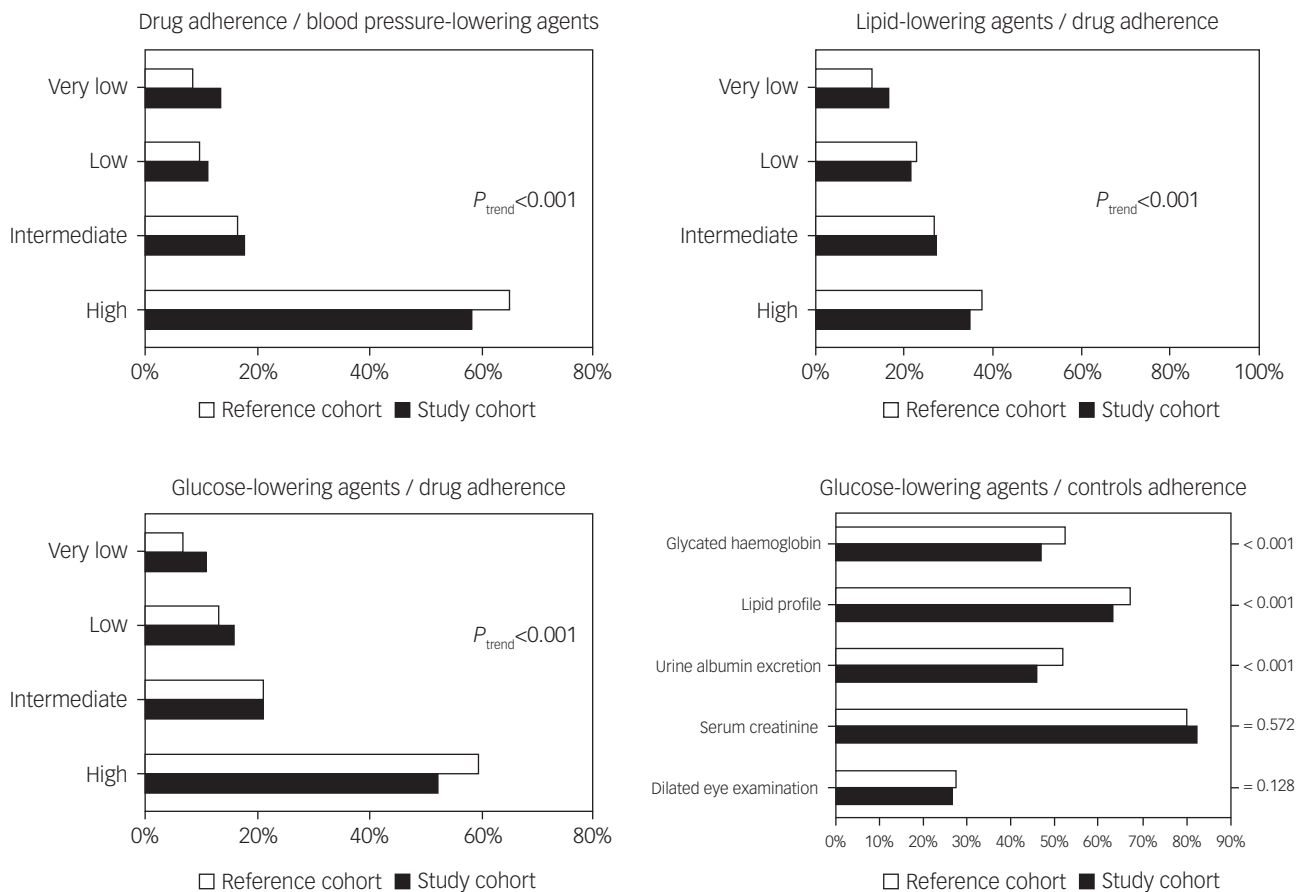 Drug adherence / blood pressure-lowering agents
Very low
Low
Intermediate
High
P trend<0.001
0% 20% 40% 60% 80%
Reference cohort Study cohort
Lipid-lowering agents / drug adherence
Very low
Low
Intermediate
High
P trend<0.001
0% 20% 40% 60% 80% 100%
Reference cohort Study cohort
Glucose-lowering agents / drug adherence
Very low
Low
Intermediate
High
P trend<0.001
0% 20% 40% 60% 80%
Reference cohort Study cohort
Glucose-lowering agents / controls adherence
Glycated haemoglobin < 0.001
Lipid profile < 0.001
Urine albumin excretion < 0.001
Serum creatinine = 0.572
Dilated eye examination = 0.128
0% 10% 20% 30% 40% 50% 60% 70% 80% 90%
Reference cohort Study cohort